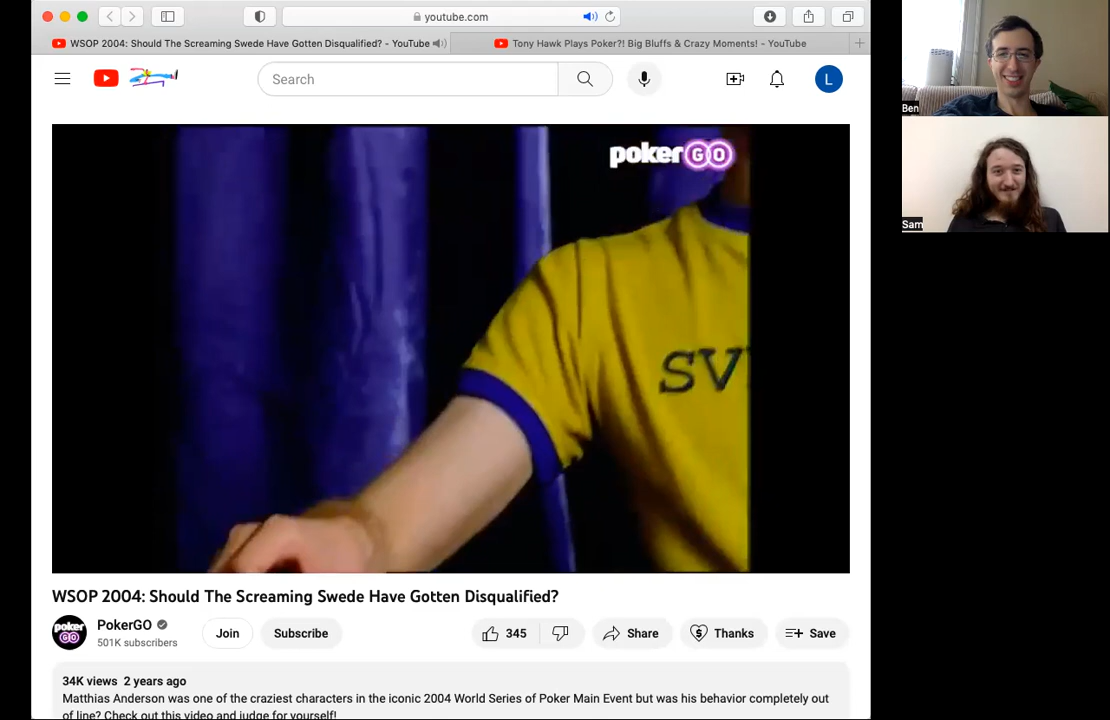 youtube.com
WSOP 2004: Should The Screaming Swede Have Gotten Disqualified? - YouTube
Tony Hawk Plays Poker?! Big Bluffs & Crazy Moments! - YouTube
Search
L
Ben
Sam
poker GO
SV
WSOP 2004: Should The Screaming Swede Have Gotten Disqualified?
poker GO
PokerGO
501K subscribers
Join
Subscribe
345
Share
Thanks
Save
34K views 2 years ago
Matthias Anderson was one of the craziest characters in the iconic 2004 World Series of Poker Main Event but was his behavior completely out
of line? Check out this video and judge for yourself!